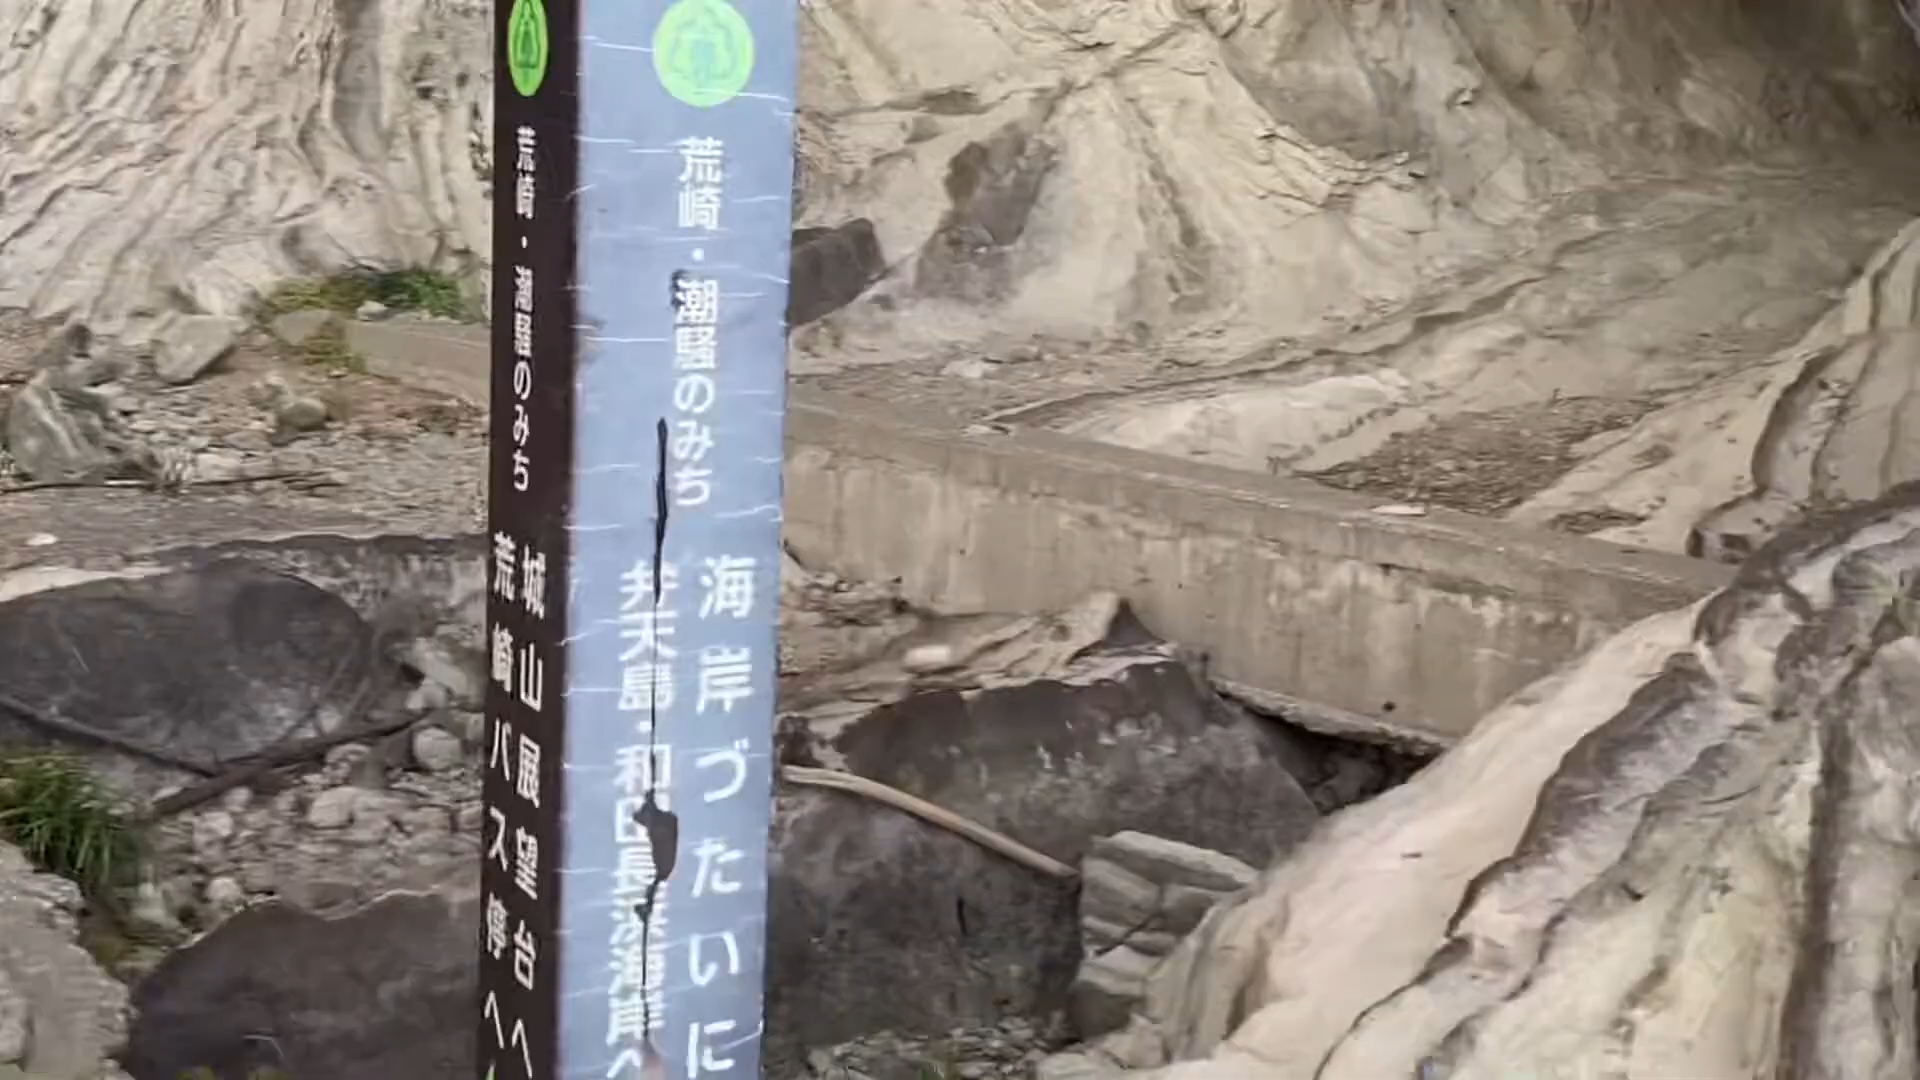 荒崎・潮騒のみち
城山展望台へ
荒崎バス停へ
荒崎・潮騒のみち
海岸づたいに
弁天島・和田長浜海岸へ